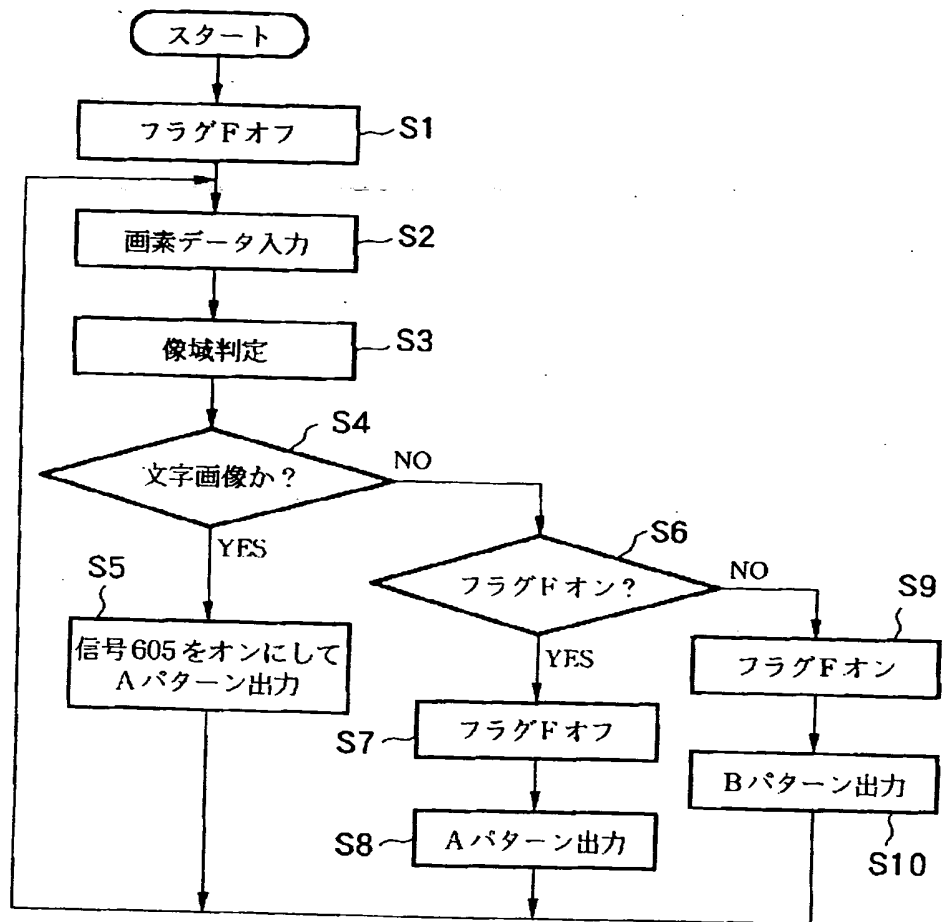 スタート
フラグFオフ
S1
画素データ入力
S2
像域判定
S3
S4
文字画像か?
NO
YES
S5
信号605をオンにして
Aパターン出力
S6
フラグFオン?
NO
YES
S7
フラグFオフ
S8
Aパターン出力
S9
フラグFオン
Bパターン出力
S10